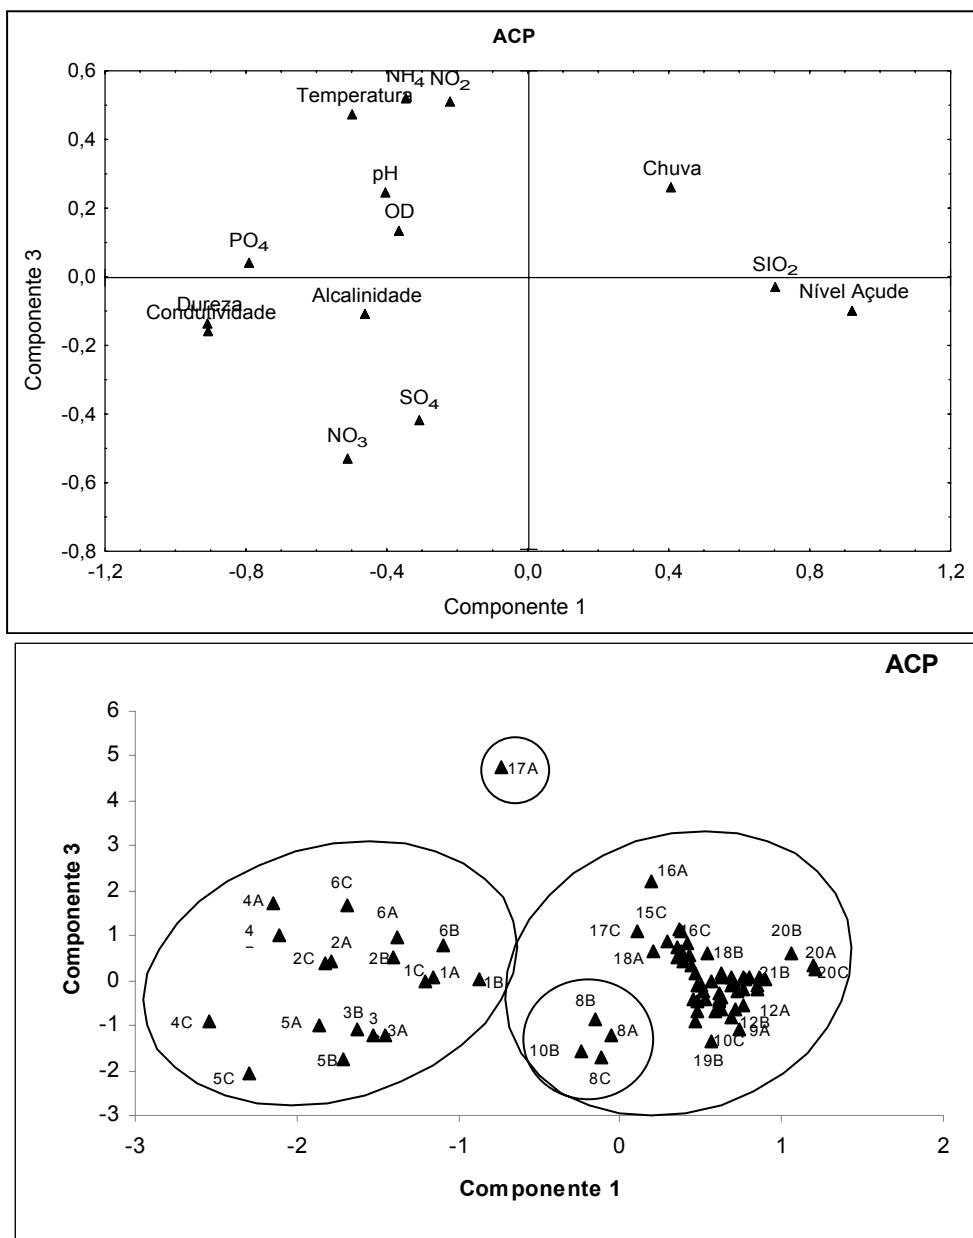 ACP
0,6
NH4 NO2
Temperatura
0,4
Chuva
pH
0,2
OD
PO4
SIO2
0,0
Alcalinidade
Nível Açude
Dureza
Condutividade
-0,2
SO4
-0,4
NO3
-0,6
-0,8
-1,2 -0,8 -0,4 0,0 0,4 0,8 1,2
Componente 1
Componente 3
ACP
6
5
17A
4
3
2
16A
6C
4A
6A
15C
17C
16C
20B
4
6B
1
2A
2C
2B
18A
18B
20A
1C
1A
1B
21B
20C
0
8B
3B
3
12A
4C
5A
3A
8A
12B
9A
-1
10B
10C
5B
19B
5C
8C
-2
-3
-3 -2 -1 0 1 2
Componente 1
Componente 3